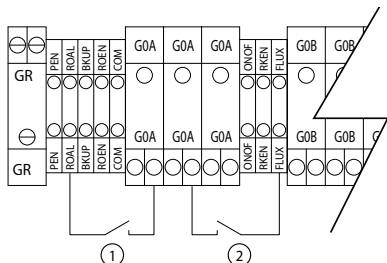 PEN ROAL BKUP ROEN COM G0A G0A G0A ONOF RKEN FLUX G0B G0B
GR
G0A G0A G0A G0B G0B G
GR PEN ROAL BKUP ROEN COM ONOF RKEN FLUX
1 2